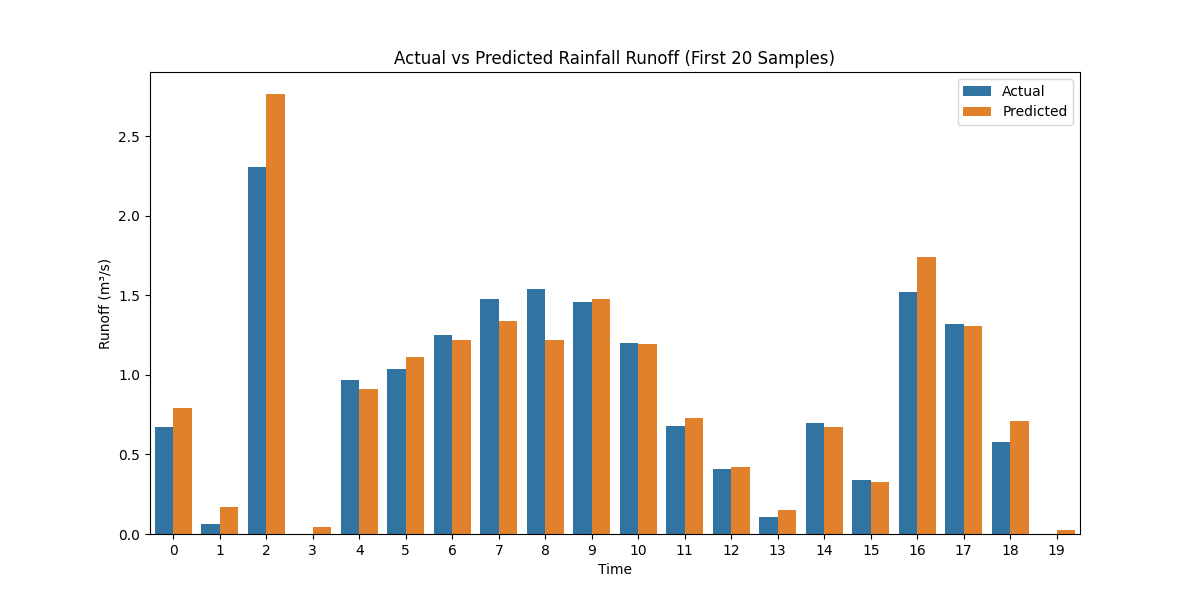 Actual vs Predicted Rainfall Runoff (First 20 Samples)
Actual
Predicted
Runoff (m³/s)
2.5
2.0
1.5
1.0
0.5
0.0
0 1 2 3 4 5 6 7 8 9 10 11 12 13 14 15 16 17 18 19
Time